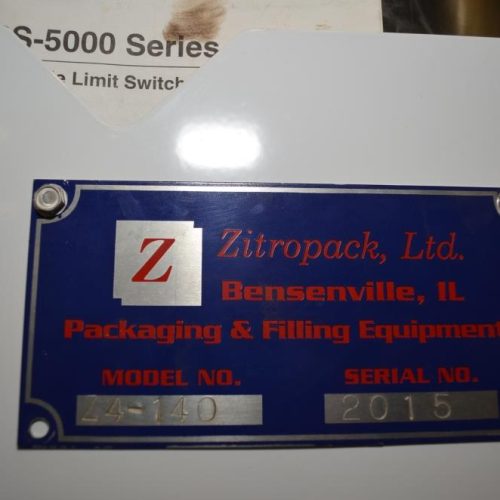 S-5000 Series
e Limit Switch
Z
Zitropack, Ltd.
Bensenville, IL
Packaging & Filling Equipment
MODEL NO. SERIAL NO.
Z4-140 2015